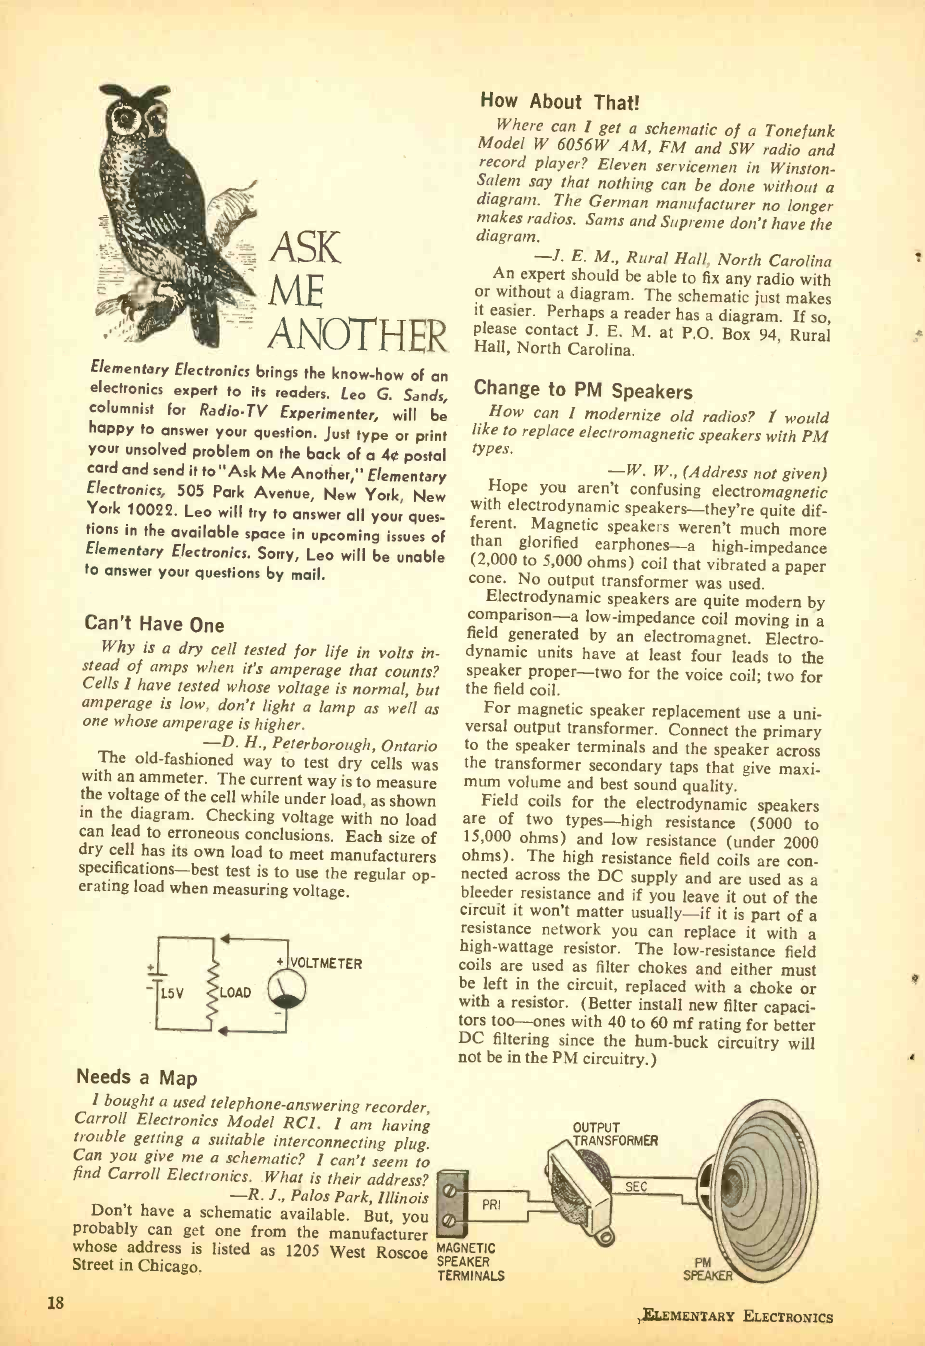 ASK
ME
ANOTHER
Elementary Electronics brings the know-how of an
electronics expert to its readers. Leo G. Sands,
columnist for Radio-TV Experimenter, will be
happy to answer your question. Just type or print
your unsolved problem on the back of a 4¢ postal
card and send it to "Ask Me Another," Elementary
Electronics, 505 Park Avenue, New York, New
York 10022. Leo will try to answer all your ques-
tions in the available space in upcoming issues of
Elementary Electronics. Sorry, Leo will be unable
to answer your questions by mail.
Can't Have One
Why is a dry cell tested for life in volts in-
stead of amps when it's amperage that counts?
Cells I have tested whose voltage is normal, but
amperage is low, don't light a lamp as well as
one whose amperage is higher.
—D. H., Peterborough, Ontario
The old-fashioned way to test dry cells was
with an ammeter. The current way is to measure
the voltage of the cell while under load, as shown
in the diagram. Checking voltage with no load
can lead to erroneous conclusions. Each size of
dry cell has its own load to meet manufacturers
specifications—best test is to use the regular op-
erating load when measuring voltage.
+
-
1.5V
LOAD
+
VOLTMETER
-
Needs a Map
I bought a used telephone-answering recorder,
Carroll Electronics Model RC1. I am having
trouble getting a suitable interconnecting plug.
Can you give me a schematic? I can't seem to
find Carroll Electronics. What is their address?
—R. J., Palos Park, Illinois
Don't have a schematic available. But, you
probably can get one from the manufacturer
whose address is listed as 1205 West Roscoe
Street in Chicago.
How About That!
Where can I get a schematic of a Tonefunk
Model W 6056W AM, FM and SW radio and
record player? Eleven servicemen in Winston-
Salem say that nothing can be done without a
diagram. The German manufacturer no longer
makes radios. Sams and Supreme don't have the
diagram.
—J. E. M., Rural Hall, North Carolina
An expert should be able to fix any radio with
or without a diagram. The schematic just makes
it easier. Perhaps a reader has a diagram. If so,
please contact J. E. M. at P.O. Box 94, Rural
Hall, North Carolina.
Change to PM Speakers
How can I modernize old radios? I would
like to replace electromagnetic speakers with PM
types.
—W. W., (Address not given)
Hope you aren't confusing electromagnetic
with electrodynamic speakers—they're quite dif-
ferent. Magnetic speakers weren't much more
than glorified earphones—a high-impedance
(2,000 to 5,000 ohms) coil that vibrated a paper
cone. No output transformer was used.
Electrodynamic speakers are quite modern by
comparison—a low-impedance coil moving in a
field generated by an electromagnet. Electro-
dynamic units have at least four leads to the
speaker proper—two for the voice coil; two for
the field coil.
For magnetic speaker replacement use a uni-
versal output transformer. Connect the primary
to the speaker terminals and the speaker across
the transformer secondary taps that give maxi-
mum volume and best sound quality.
Field coils for the electrodynamic speakers
are of two types—high resistance (5000 to
15,000 ohms) and low resistance (under 2000
ohms). The high resistance field coils are con-
nected across the DC supply and are used as a
bleeder resistance and if you leave it out of the
circuit it won't matter usually—if it is part of a
resistance network you can replace it with a
high-wattage resistor. The low-resistance field
coils are used as filter chokes and either must
be left in the circuit, replaced with a choke or
with a resistor. (Better install new filter capaci-
tors too—ones with 40 to 60 mf rating for better
DC filtering since the hum-buck circuitry will
not be in the PM circuitry.)
OUTPUT
TRANSFORMER
SEC
PRI
MAGNETIC
SPEAKER
TERMINALS
PM
SPEAKER
18
ELEMENTARY ELECTRONICS